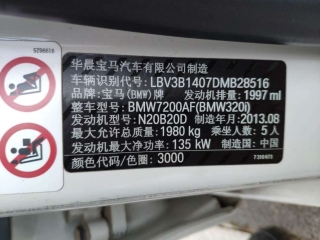 9298618
华晨宝马汽车有限公司制造
车辆识别代号: LBV3B1407DMB28516
品牌: 宝马(BMW)牌 发动机排量: 1997 ml
整车型号: BMW7200AF(BMW320i)
发动机型号: N20B20D 制造年月: 2013.08
最大允许总质量: 1980 kg 乘坐人数: 5 人
发动机最大净功率: 135 kW 制造国: 中国
颜色代码/色圈: 3000